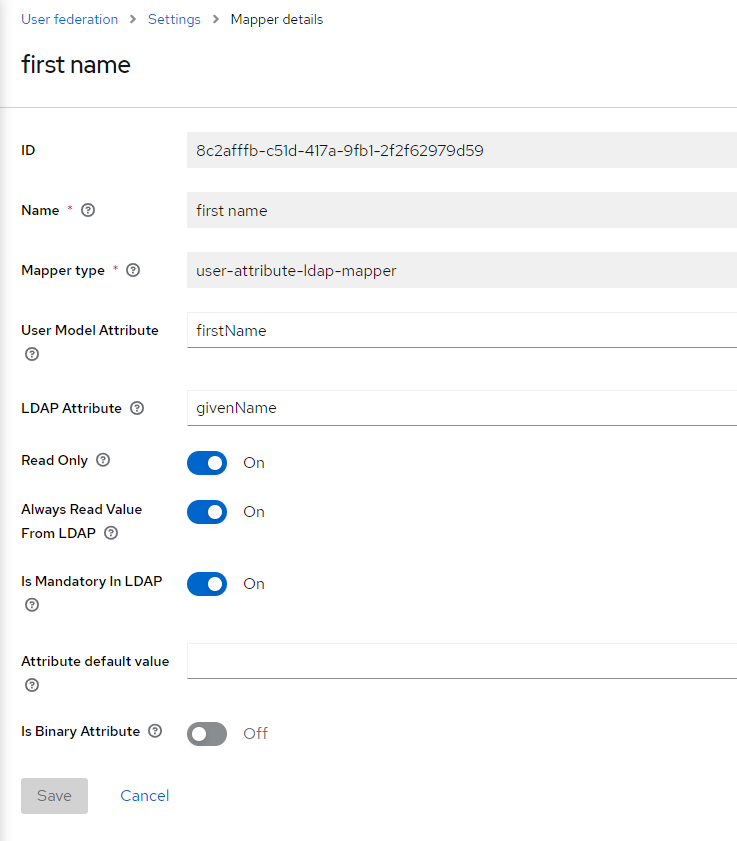 User federation > Settings > Mapper details
first name
ID 8c2afffb-c51d-417a-9fb1-2f2f62979d59
Name * first name
Mapper type * user-attribute-ldap-mapper
User Model Attribute firstName
LDAP Attribute givenName
Read Only On
Always Read Value
From LDAP On
Is Mandatory In LDAP On
Attribute default value
Is Binary Attribute Off
Save Cancel